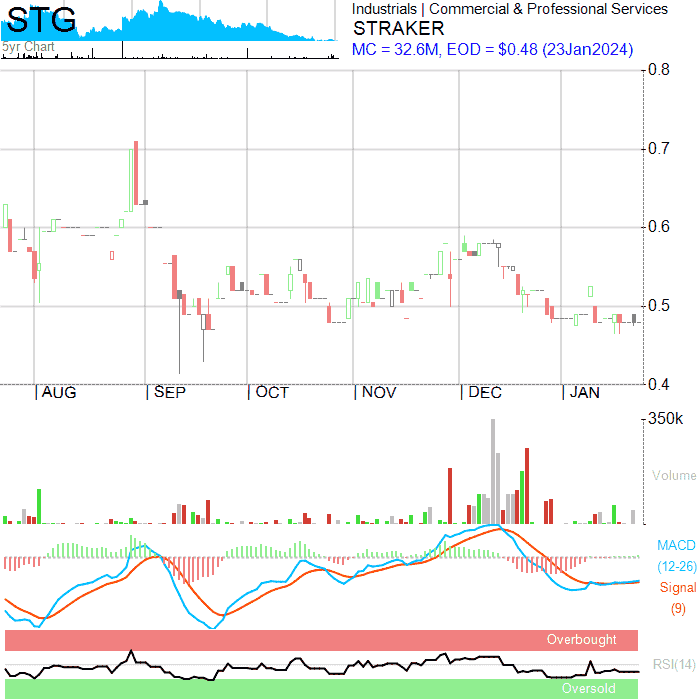 STG
5yr Chart
Industrials | Commercial & Professional Services
STRAKER
MC = 32.6M, EOD = $0.48 (23Jan2024)
0.8
0.7
0.6
0.5
0.4
|AUG |SEP |OCT |NOV |DEC |JAN
350k
Volume
MACD
(12-26)
Signal
(9)
Overbought
RSI(14)
Oversold